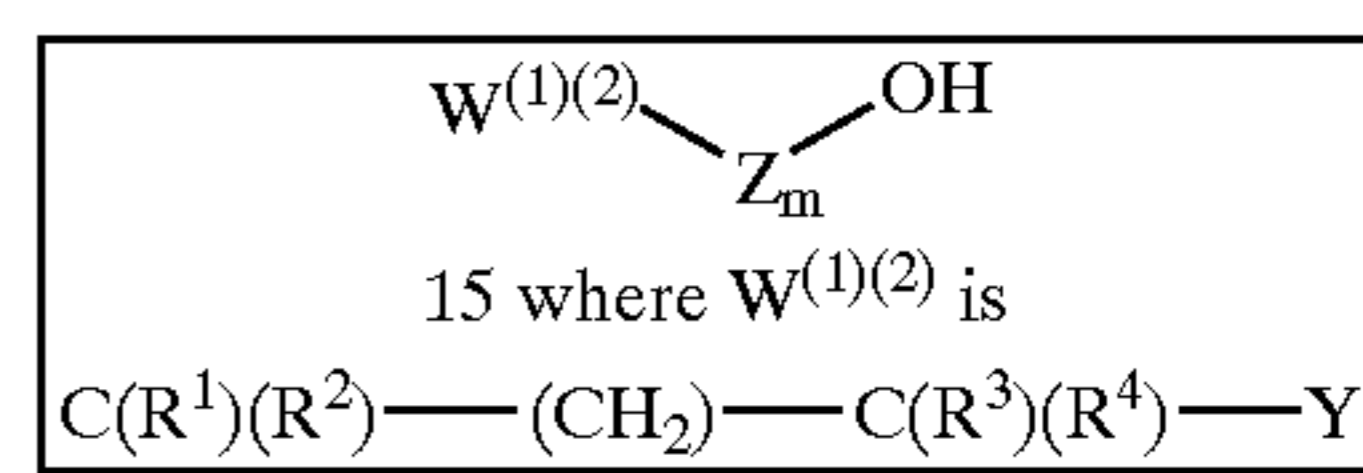 W⁽¹⁾⁽²⁾ OH
Zₘ
15 where W⁽¹⁾⁽²⁾ is
C(R¹)(R²)—(CH₂)—C(R³)(R⁴)—Y